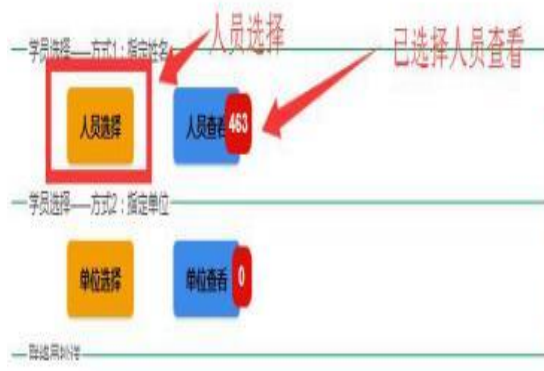 人员选择
已选择人员查看
学员选择——方式1：指定姓名
人员选择
人员查看
463
学员选择——方式2：指定单位
单位选择
单位查看
0